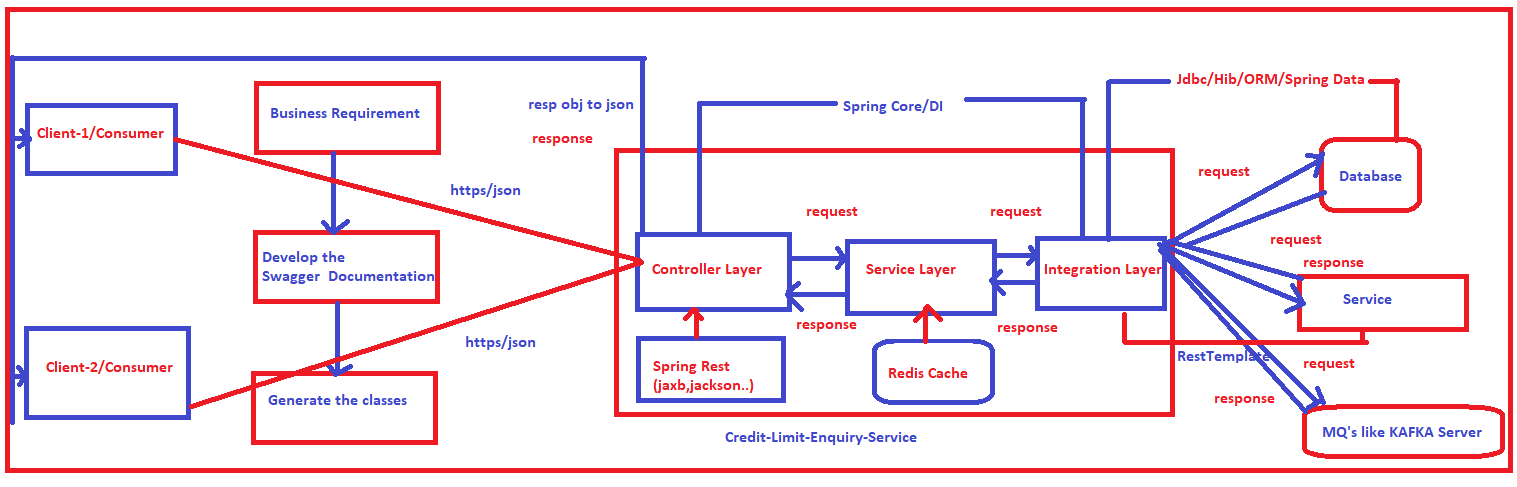 Jdbc/Hib/ORM/Spring Data
resp obj to json
Spring Core/DI
Business Requirement
Client-1/Consumer
response
request
Database
https/json
request
request
request
Develop the
Swagger  Documentation
Controller Layer
Service Layer
Integration Layer
response
Service
response
response
https/json
RestTemplate
request
Client-2/Consumer
Spring Rest
(jaxb,jackson..)
Redis Cache
Generate the classes
response
MQ's like KAFKA Server
Credit-Limit-Enquiry-Service